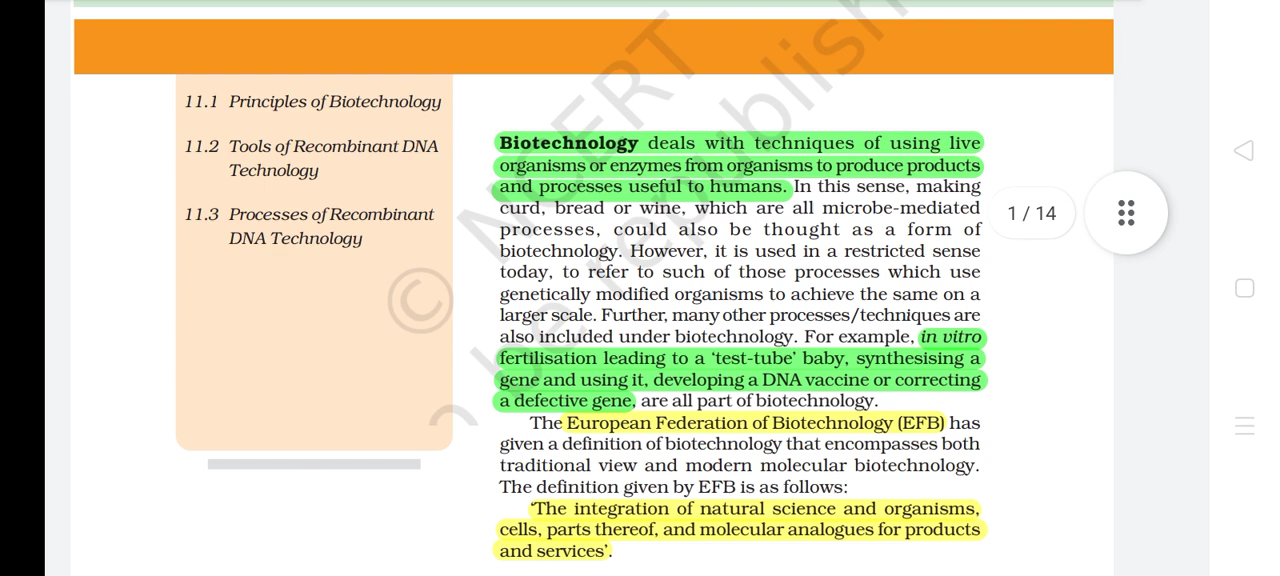 11.1 Principles of Biotechnology
11.2 Tools of Recombinant DNA
Technology
11.3 Processes of Recombinant
DNA Technology
Biotechnology deals with techniques of using live
organisms or enzymes from organisms to produce products
and processes useful to humans. In this sense, making
curd, bread or wine, which are all microbe-mediated
processes, could also be thought as a form of
biotechnology. However, it is used in a restricted sense
today, to refer to such of those processes which use
genetically modified organisms to achieve the same on a
larger scale. Further, many other processes/techniques are
also included under biotechnology. For example, in vitro
fertilisation leading to a ‘test-tube’ baby, synthesising a
gene and using it, developing a DNA vaccine or correcting
a defective gene, are all part of biotechnology.
The European Federation of Biotechnology (EFB) has
given a definition of biotechnology that encompasses both
traditional view and modern molecular biotechnology.
The definition given by EFB is as follows:
‘The integration of natural science and organisms,
cells, parts thereof, and molecular analogues for products
and services’.
1 / 14
© NCERT
be republish